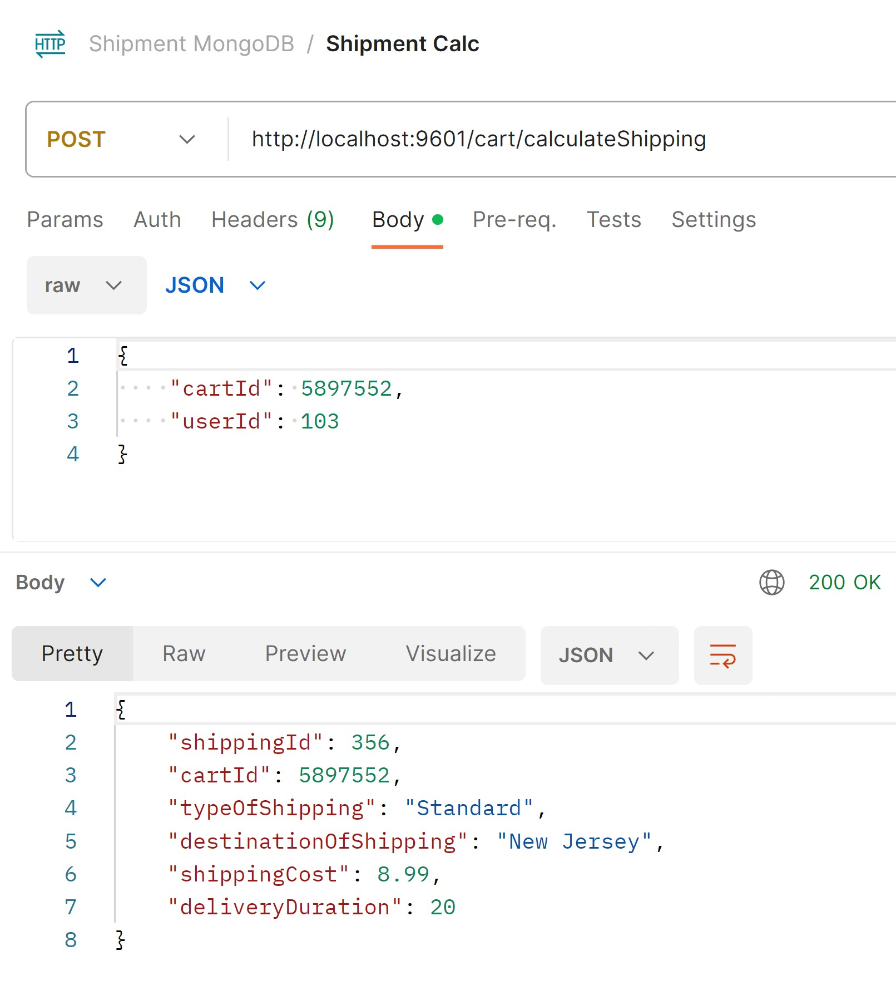 HTTP Shipment MongoDB / Shipment Calc
POST http://localhost:9601/cart/calculateShipping
Params Auth Headers (9) Body Pre-req. Tests Settings
raw JSON
1 {
2 "cartId": 5897552,
3 "userId": 103
4 }
Body 200 OK
Pretty Raw Preview Visualize JSON
1 {
2 "shippingId": 356,
3 "cartId": 5897552,
4 "typeOfShipping": "Standard",
5 "destinationOfShipping": "New Jersey",
6 "shippingCost": 8.99,
7 "deliveryDuration": 20
8 }